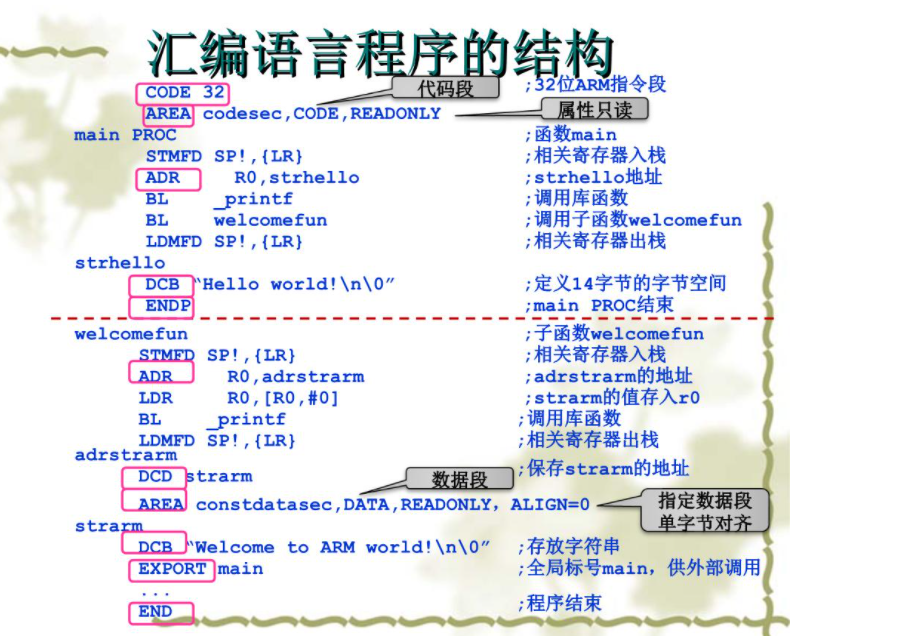 汇编语言程序的结构
CODE 32 代码段 ;32位ARM指令段
AREA codesec,CODE,READONLY 属性只读
main PROC ;函数main
STMFD SP!,{LR} ;相关寄存器入栈
ADR R0,strhello ;strhello地址
BL _printf ;调用库函数
BL welcomefun ;调用子函数welcomefun
LDMFD SP!,{LR} ;相关寄存器出栈
strhello
DCB “Hello world!\n\0” ;定义14字节的字节空间
ENDP ;main PROC结束
welcomefun ;子函数welcomefun
STMFD SP!,{LR} ;相关寄存器入栈
ADR R0,adrstrarm ;adrstrarm的地址
LDR R0,[R0,#0] ;strarm的值存入r0
BL _printf ;调用库函数
LDMFD SP!,{LR} ;相关寄存器出栈
adrstrarm
DCD strarm 数据段 ;保存strarm的地址
AREA constdatasec,DATA,READONLY, ALIGN=0 指定数据段
单字节对齐
strarm
DCB “Welcome to ARM world!\n\0” ;存放字符串
EXPORT main ;全局标号main，供外部调用
...
END ;程序结束